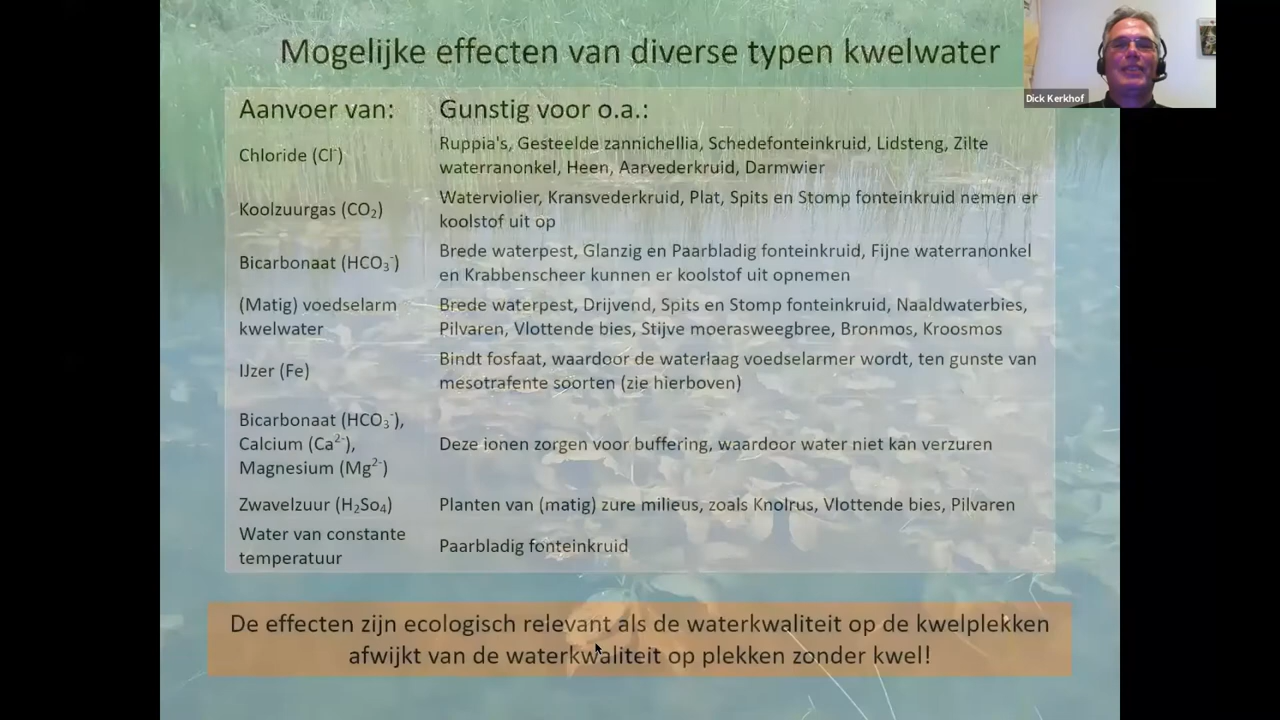 Mogelijke effecten van diverse typen kwelwater
Dick Kerkhof
Aanvoer van: Gunstig voor o.a.:
Chloride (Cl⁻) Ruppia's, Gesteelde zannichellia, Schedefonteinkruid, Lidsteng, Zilte
waterranonkel, Heen, Aarvederkruid, Darmwier
Koolzuurgas (CO₂) Waterviolier, Kransvederkruid, Plat, Spits en Stomp fonteinkruid nemen er
koolstof uit op
Bicarbonaat (HCO₃⁻) Brede waterpest, Glanzig en Paarbladig fonteinkruid, Fijne waterranonkel
en Krabbenscheer kunnen er koolstof uit opnemen
(Matig) voedselarm Brede waterpest, Drijvend, Spits en Stomp fonteinkruid, Naaldwaterbies,
kwelwater Pilvaren, Vlottende bies, Stijve moerasweegbree, Bronmos, Kroosmos
IJzer (Fe) Bindt fosfaat, waardoor de waterlaag voedselarmer wordt, ten gunste van
mesotrafente soorten (zie hierboven)
Bicarbonaat (HCO₃⁻),
Calcium (Ca²⁻), Deze ionen zorgen voor buffering, waardoor water niet kan verzuren
Magnesium (Mg²⁻)
Zwavelzuur (H₂So₄) Planten van (matig) zure milieus, zoals Knolrus, Vlottende bies, Pilvaren
Water van constante
temperatuur Paarbladig fonteinkruid
De effecten zijn ecologisch relevant als de waterkwaliteit op de kwelplekken
afwijkt van de waterkwaliteit op plekken zonder kwel!